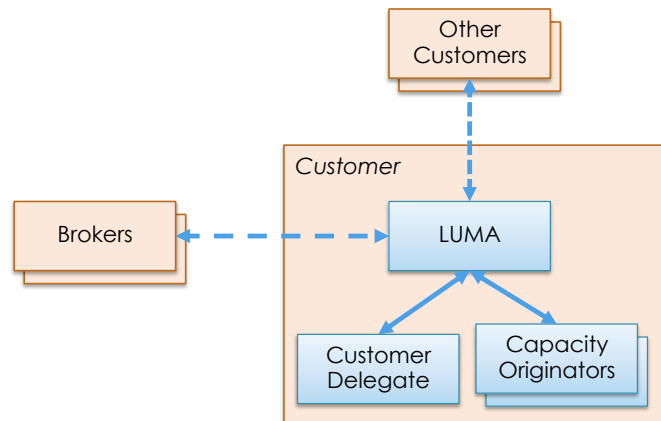 Other
Customers
Customer
Brokers
LUMA
Customer
Delegate
Capacity
Originators